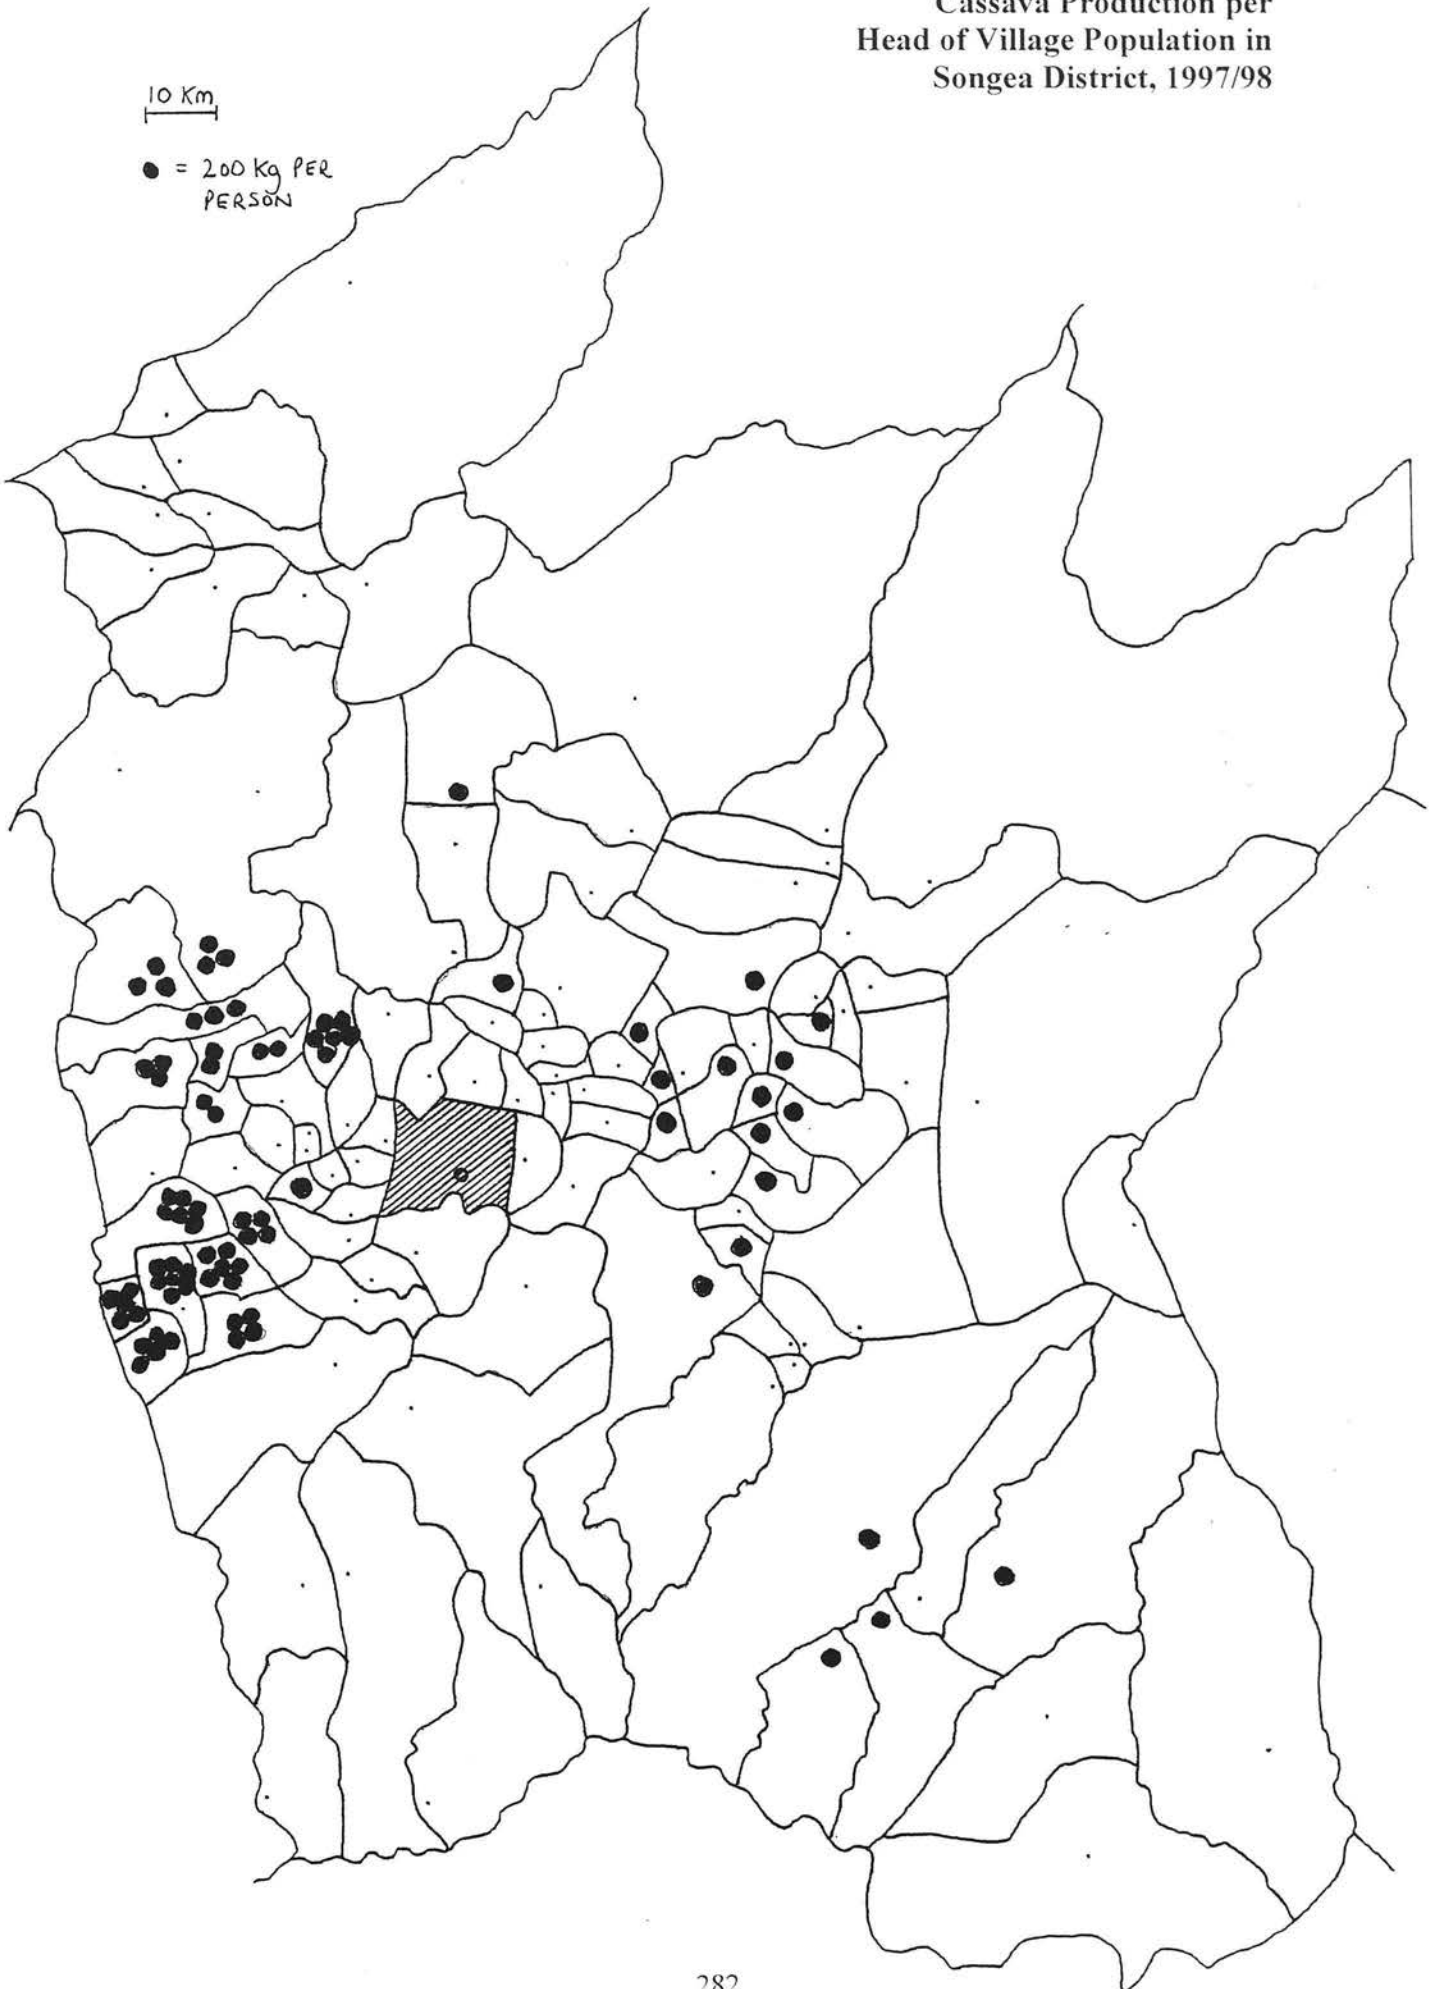 Cassava Production per
Head of Village Population in
Songea District, 1997/98
10 Km
= 200 Kg PER
PERSON
282